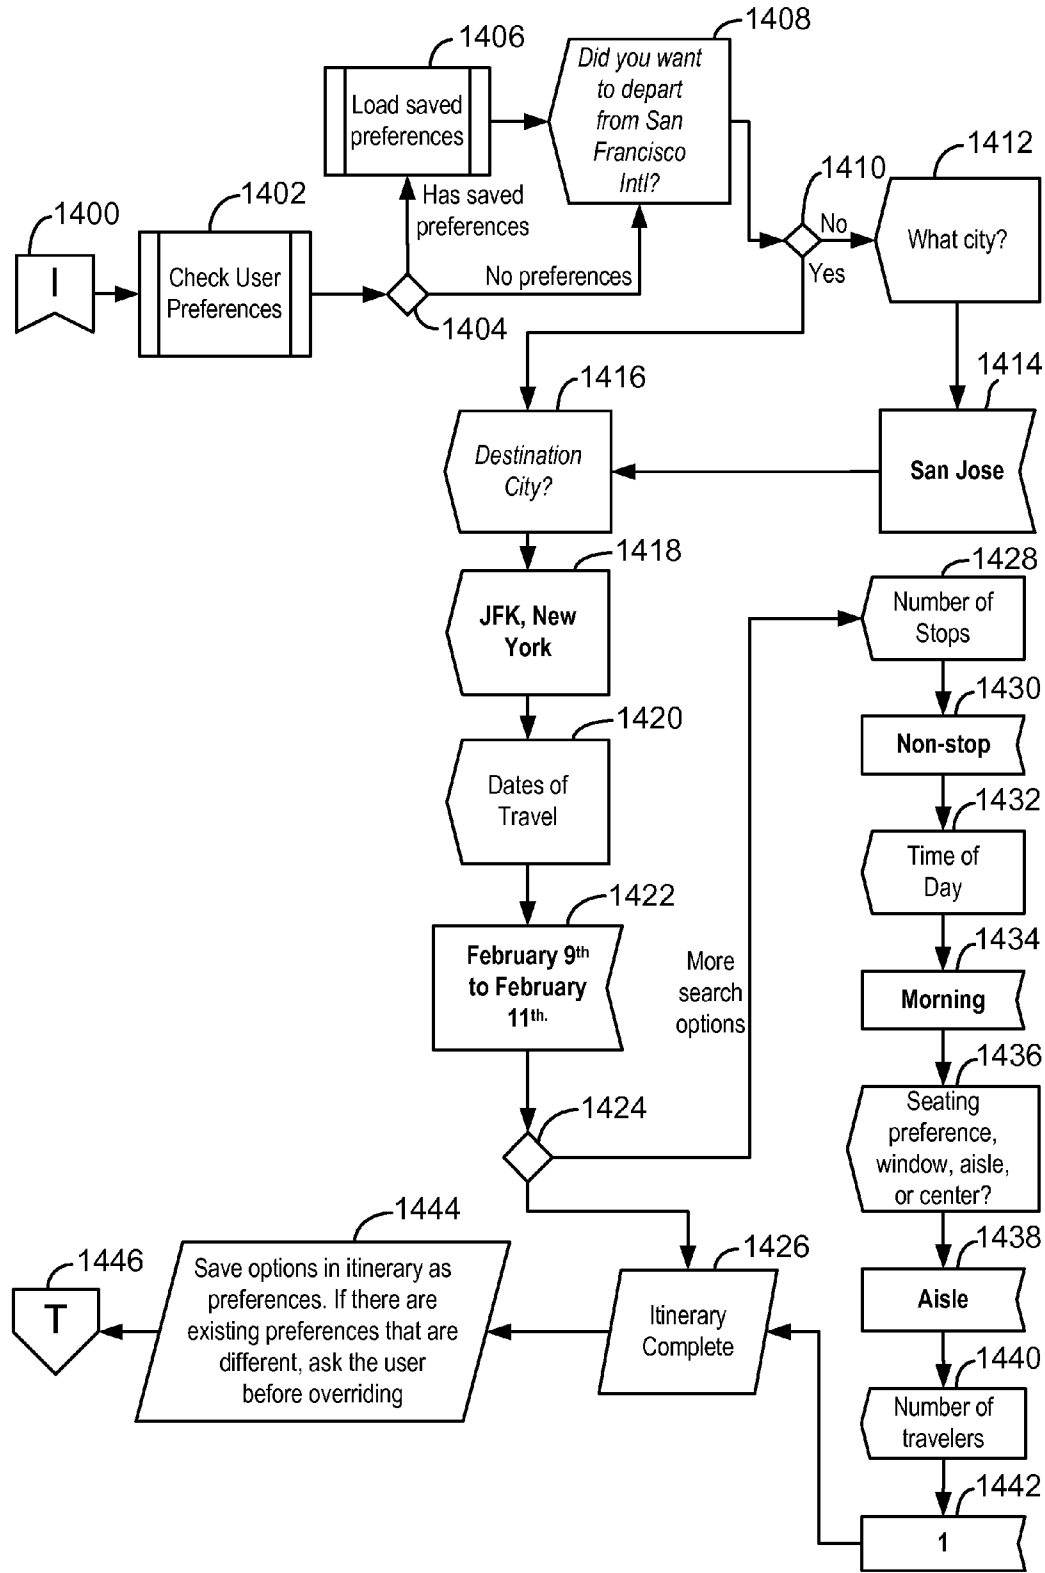 1406
Load saved
preferences
1408
Did you want
to depart
from San
Francisco
Intl?
1410
No
Yes
1412
What city?
1400
I
1402
Check User
Preferences
Has saved
preferences
No preferences
1404
1414
San Jose
1416
Destination
City?
1418
JFK, New
York
1420
Dates of
Travel
1422
February 9th
to February
11th.
1424
More
search
options
1428
Number of
Stops
1430
Non-stop
1432
Time of
Day
1434
Morning
1436
Seating
preference,
window, aisle,
or center?
1438
Aisle
1440
Number of
travelers
1442
1
1426
Itinerary
Complete
1444
Save options in itinerary as
preferences. If there are
existing preferences that are
different, ask the user
before overriding
1446
T